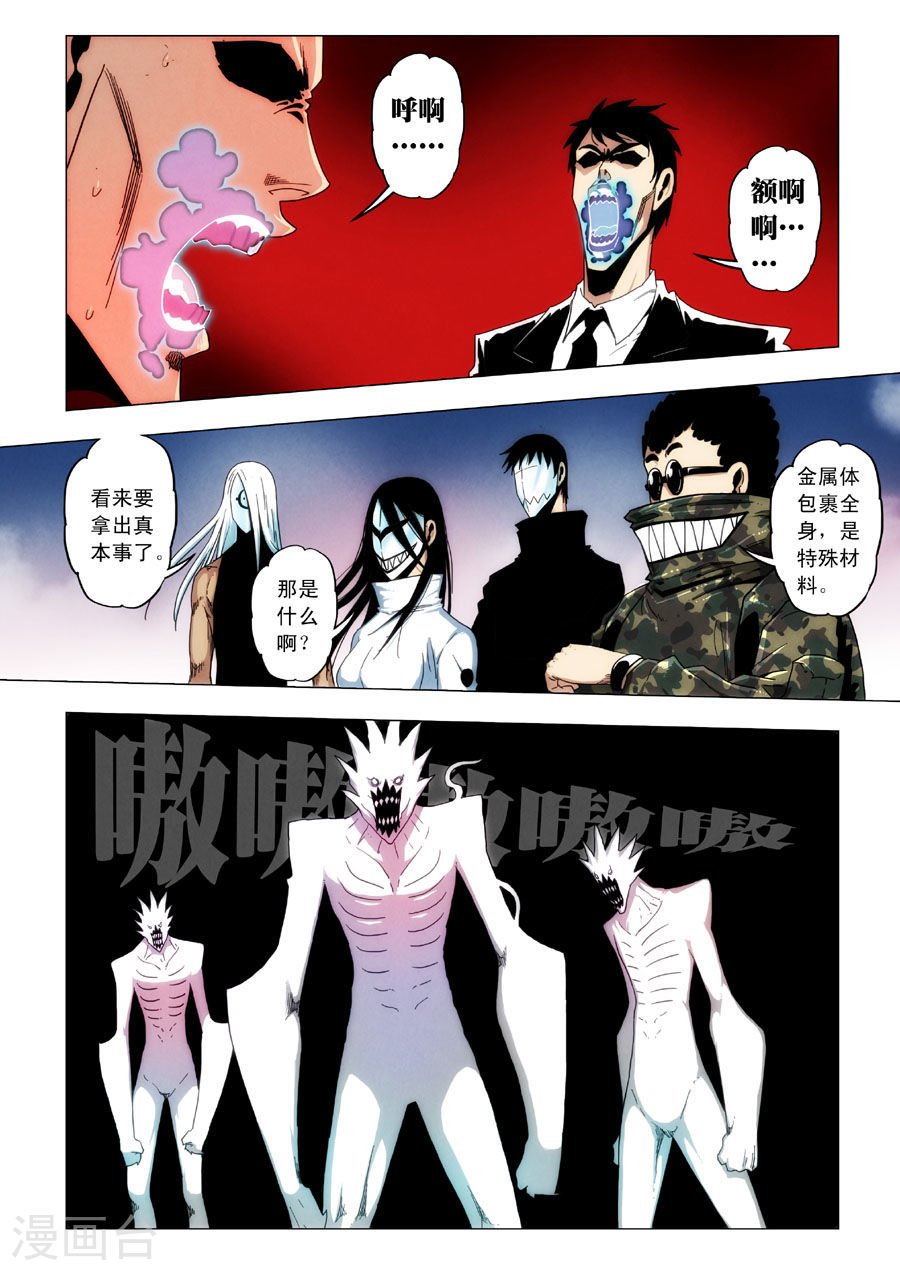 呼啊
……
额啊
啊…
……
看来要
拿出真
本事了。
那是
什么
啊？
金属体
包裹全
身，是
特殊材
料。
嗷嗷嗷嗷嗷
漫画台